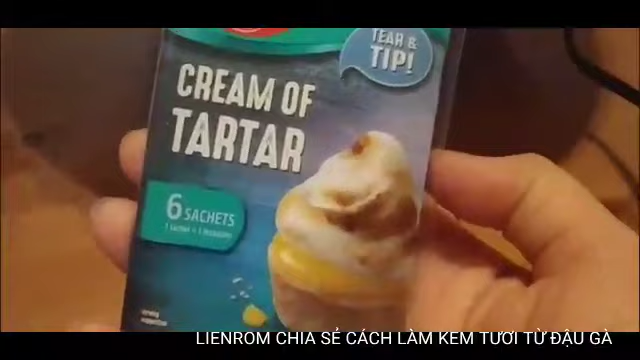 TEAR &
TIP!
CREAM OF
TARTAR
6 SACHETS
LIENROM CHIA SẺ CÁCH LÀM KEM TƯƠI TỪ ĐẬU GÀ